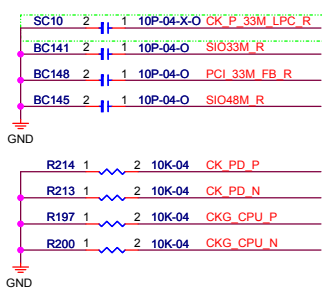 SC10 2 1 10P-04-X-O CK_P_33M_LPC_R
BC141 2 1 10P-04-O SIO33M_R
BC148 2 1 10P-04-O PCI_33M_FB_R
BC145 2 1 10P-04-O SIO48M_R
GND
R214 1 2 10K-04 CK_PD_P
R213 1 2 10K-04 CK_PD_N
R197 1 2 10K-04 CKG_CPU_P
R200 1 2 10K-04 CKG_CPU_N
GND